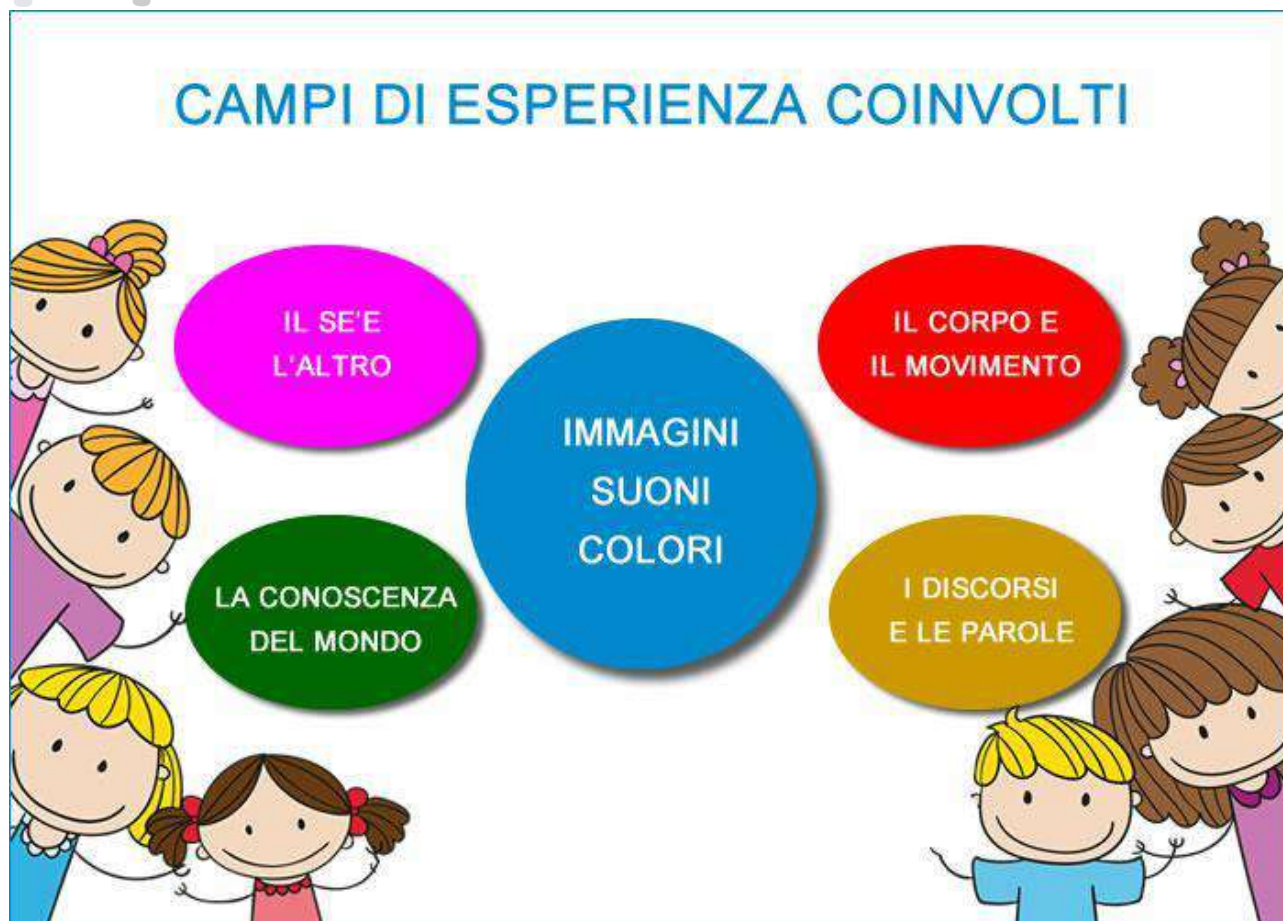 CAMPI DI ESPERIENZA COINVOLTI
IL SE'E
L'ALTRO
IL CORPO E
IL MOVIMENTO
IMMAGINI
SUONI
COLORI
LA CONOSCENZA
DEL MONDO
I DISCORSI
E LE PAROLE